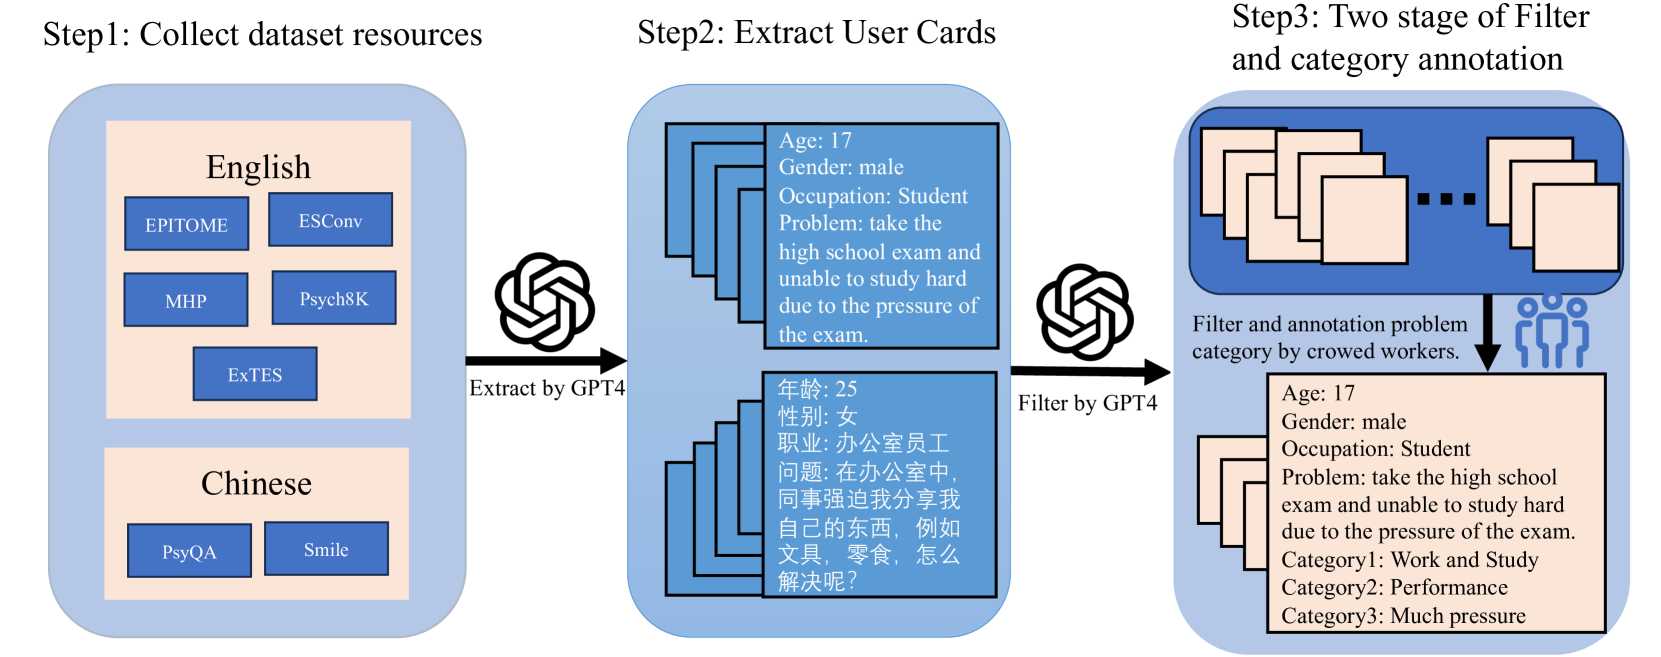 Step1: Collect dataset resources
English
EPITOME
ESConv
MHP
Psych8K
ExTES
Chinese
PsyQA
Smile
Extract by GPT4
Step2: Extract User Cards
Age: 17
Gender: male
Occupation: Student
Problem: take the
high school exam and
unable to study hard
due to the pressure of
the exam.
年龄: 25
性别: 女
职业: 办公室员工
问题: 在办公室中,
同事强迫我分享我
自己的东西，例如
文具，零食，怎么
解决呢?
Filter by GPT4
Step3: Two stage of Filter
and category annotation
Filter and annotation problem
category by crowed workers.
Age: 17
Gender: male
Occupation: Student
Problem: take the high school
exam and unable to study hard
due to the pressure of the exam.
Category1: Work and Study
Category2: Performance
Category3: Much pressure